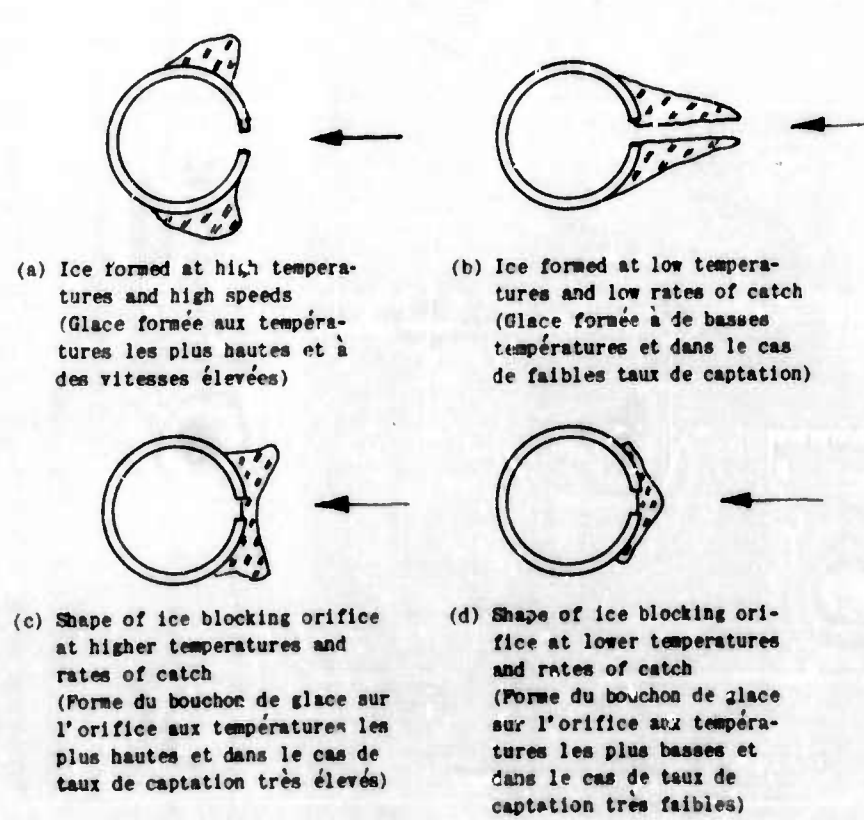 (a) Ice formed at high tempera-
tures and high speeds
(Glace formée aux tempéra-
tures les plus hautes et à
des vitesses élevées)
(b) Ice formed at low tempera-
tures and low rates of catch
(Glace formée à de basses
températures et dans le cas
de faibles taux de captation)
(c) Shape of ice blocking orifice
at higher temperatures and
rates of catch
(Forme du bouchon de glace sur
l'orifice aux températures les
plus hautes et dans le cas de
taux de captation très élevés)
(d) Shape of ice blocking ori-
fice at lower temperatures
and rates of catch
(Forme du bouchon de glace
sur l'orifice aux tempéra-
tures les plus basses et
dans le cas de taux de
captation très faibles)